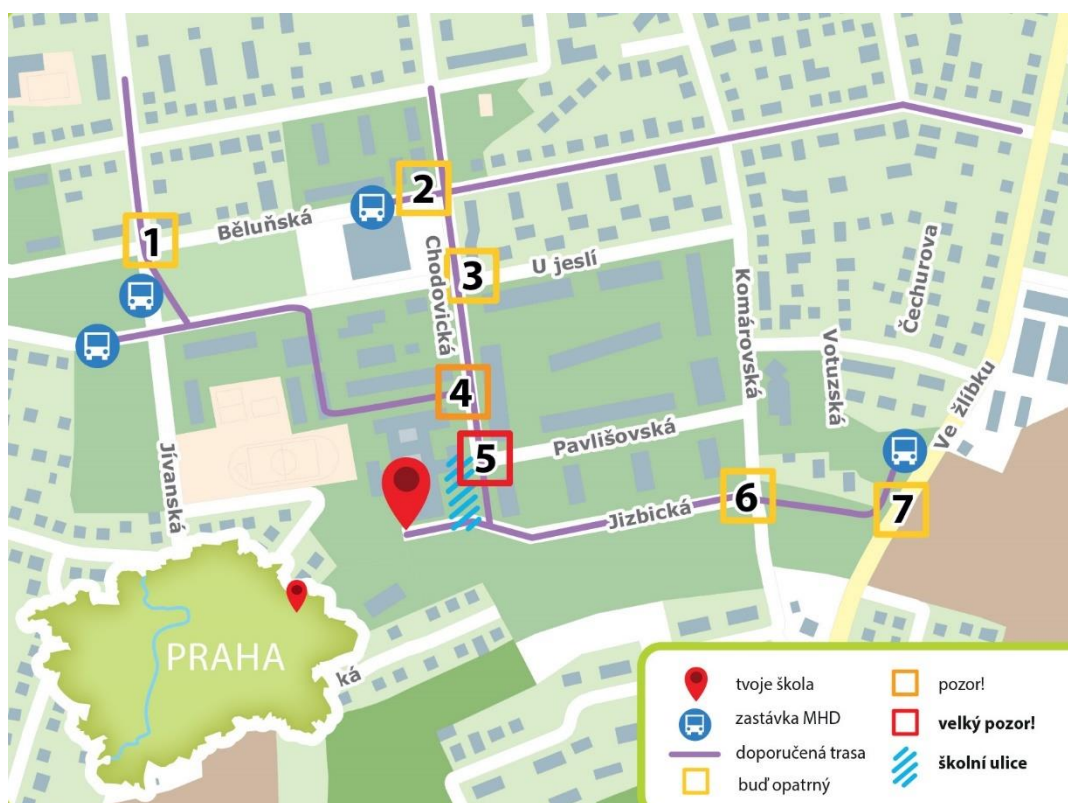 1
2
Běluňská
3
U jeslí
Chodovická
Čechurova
Komárovská
Votuzská
4
Ve žlíbku
5
Pavlišovská
Jívanská
6
Jizbická
7
PRAHA
ká
tvoje škola
zastávka MHD
doporučená trasa
buď opatrný
pozor!
velký pozor!
školní ulice